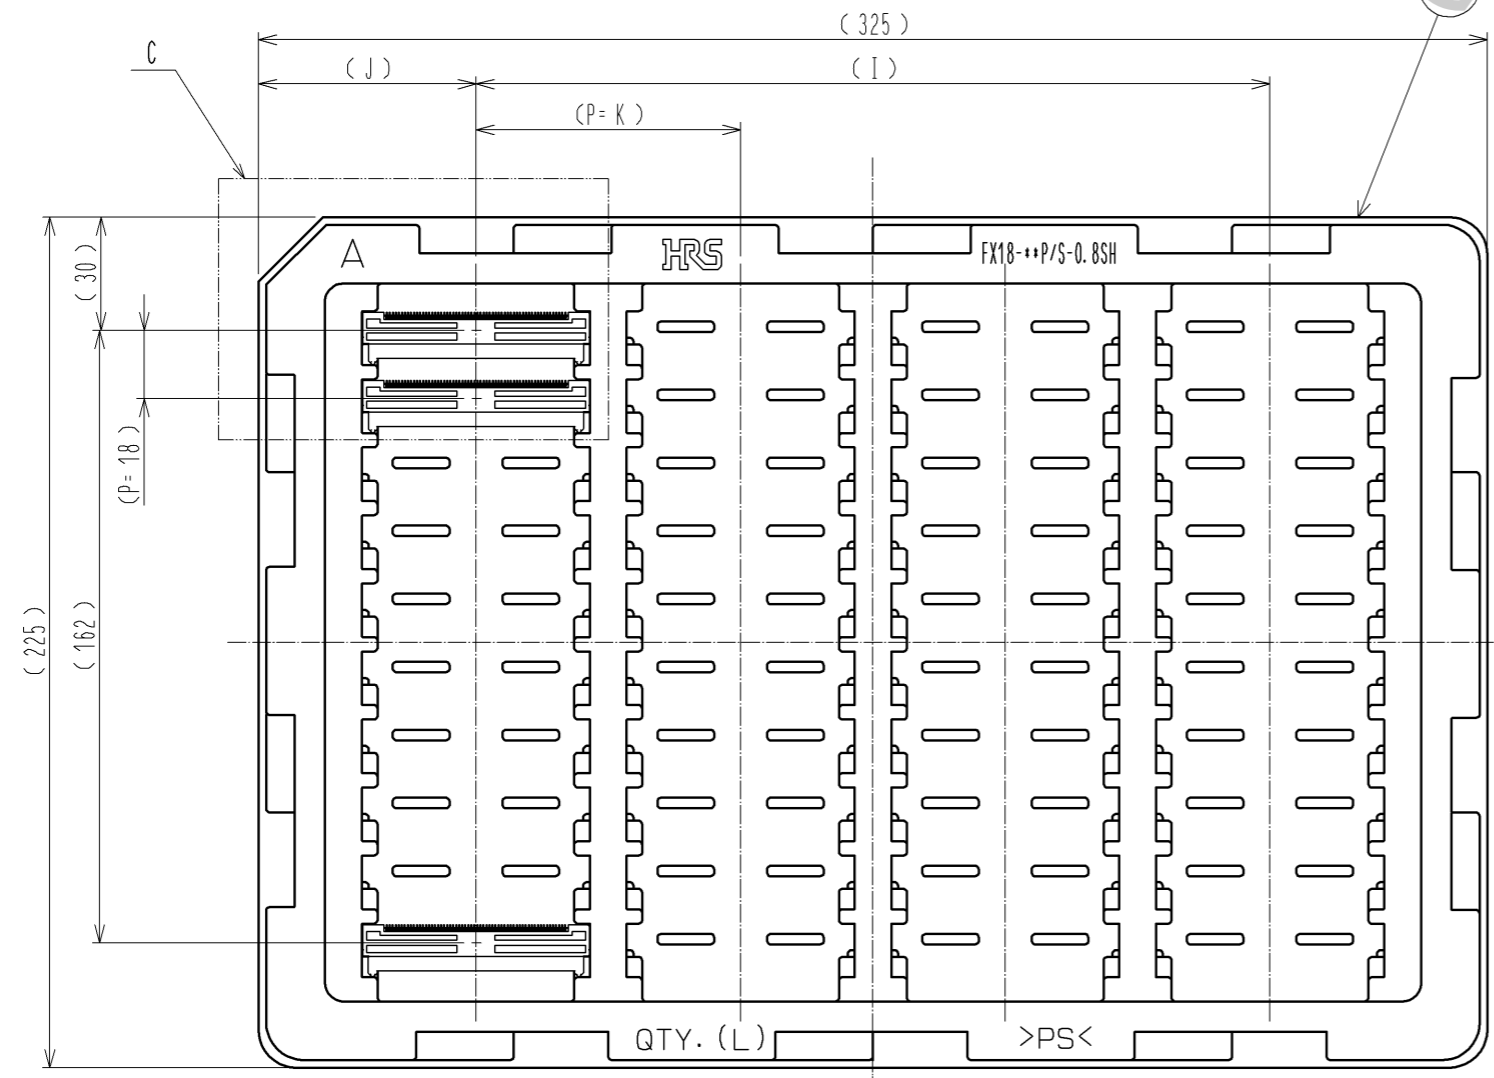 ( 325 )
C
( J )
( I )
(P= K )
( 30 )
A
HRS
FX18-**P/S-0.8SH
(P= 18 )
( 162 )
( 225 )
QTY. (L)
>PS<